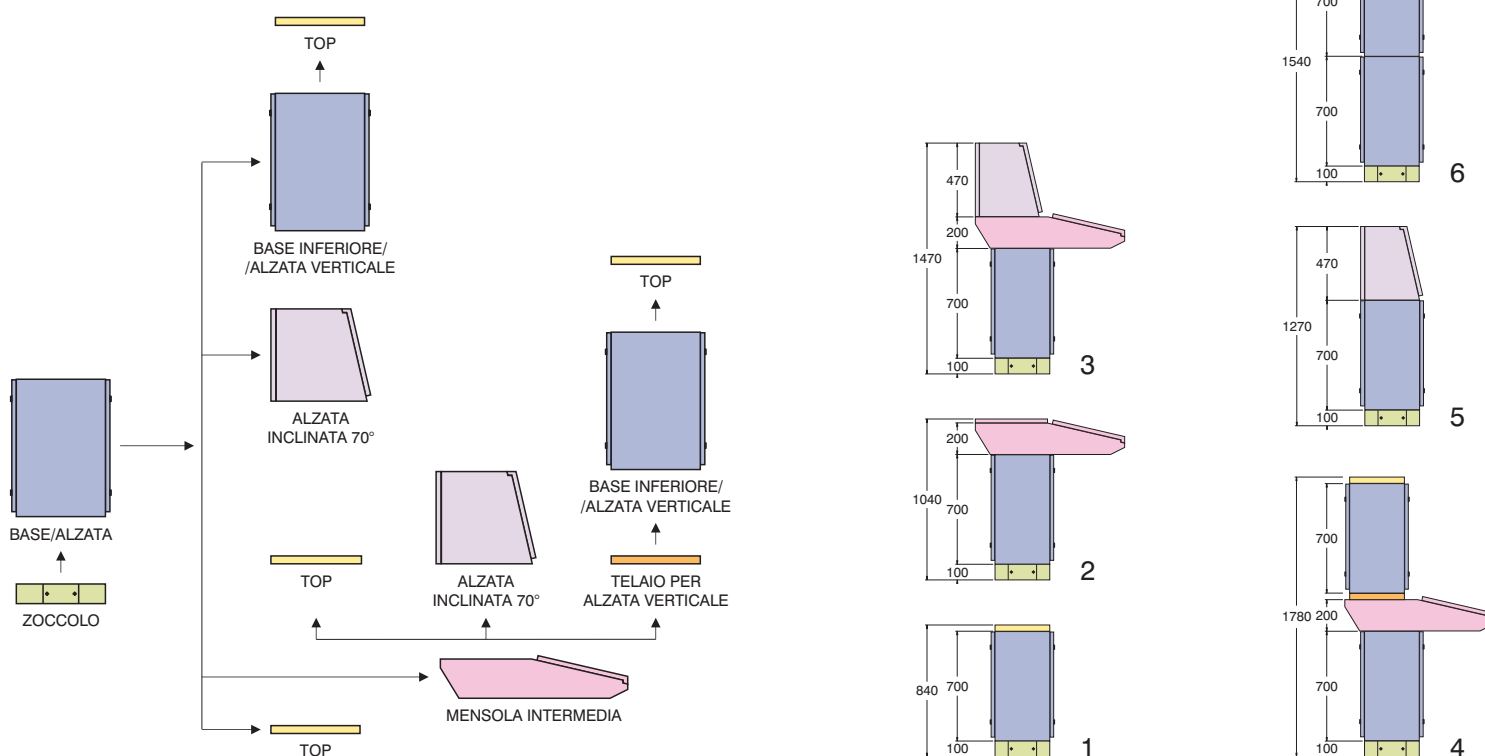 TOP
BASE INFERIORE/
/ALZATA VERTICALE
ALZATA
INCLINATA 70°
BASE/ALZATA
ZOCCOLO
TOP
BASE INFERIORE/
/ALZATA VERTICALE
TOP
ALZATA
INCLINATA 70°
TELAIO PER
ALZATA VERTICALE
MENSOLA INTERMEDIA
TOP
470
200
1470
700
100
3
200
1040
700
100
2
840
700
100
1
700
1540
700
100
6
470
1270
700
100
5
700
1780
200
700
100
4